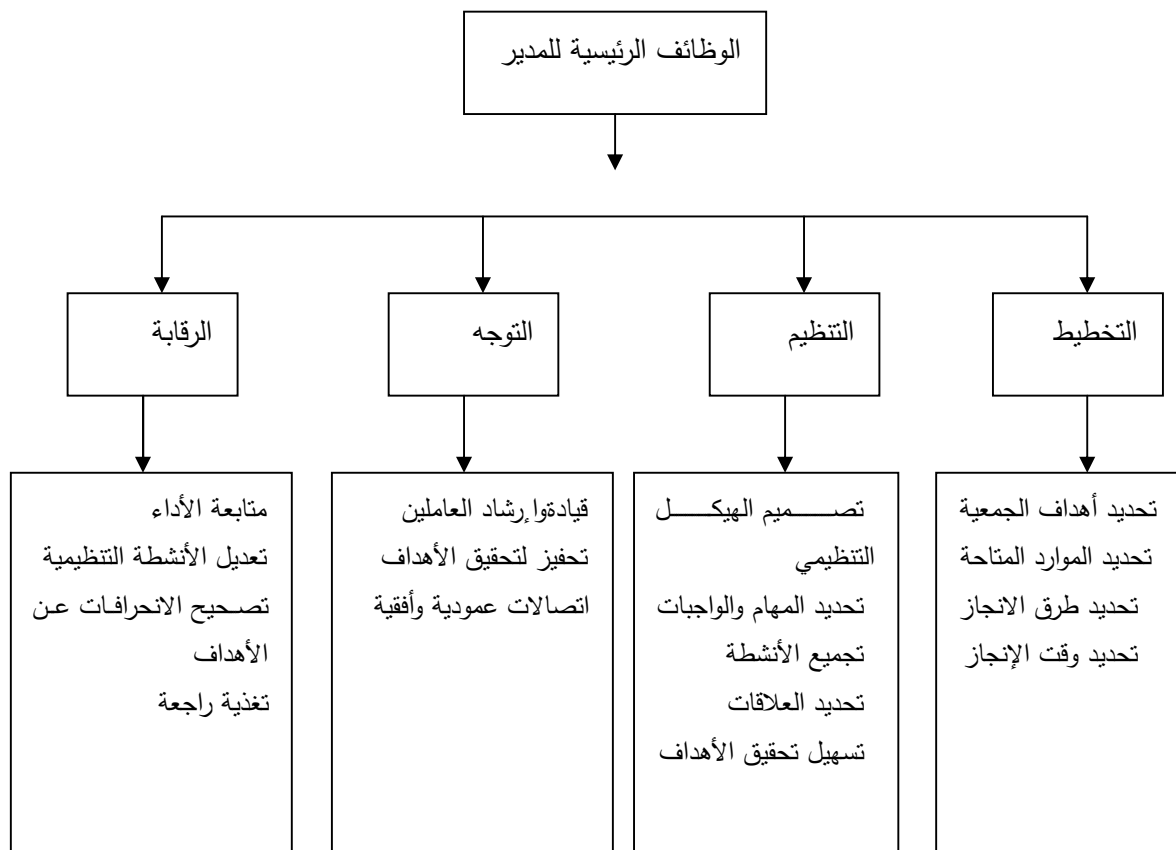 الوظائف الرئيسية للمدير
التخطيط
التنظيم
التوجه
الرقابة
تحديد أهداف الجمعية
تحديد الموارد المتاحة
تحديد طرق الانجاز
تحديد وقت الإنجاز
تصميم الهيكل
التنظيمي
تحديد المهام والواجبات
تجميع الأنشطة
تحديد العلاقات
تسهيل تحقيق الأهداف
قيادةوإرشاد العاملين
تحفيز لتحقيق الأهداف
اتصالات عمودية وأفقية
متابعة الأداء
تعديل الأنشطة التنظيمية
تصحيح الانحرافات عن
الأهداف
تغذية راجعة